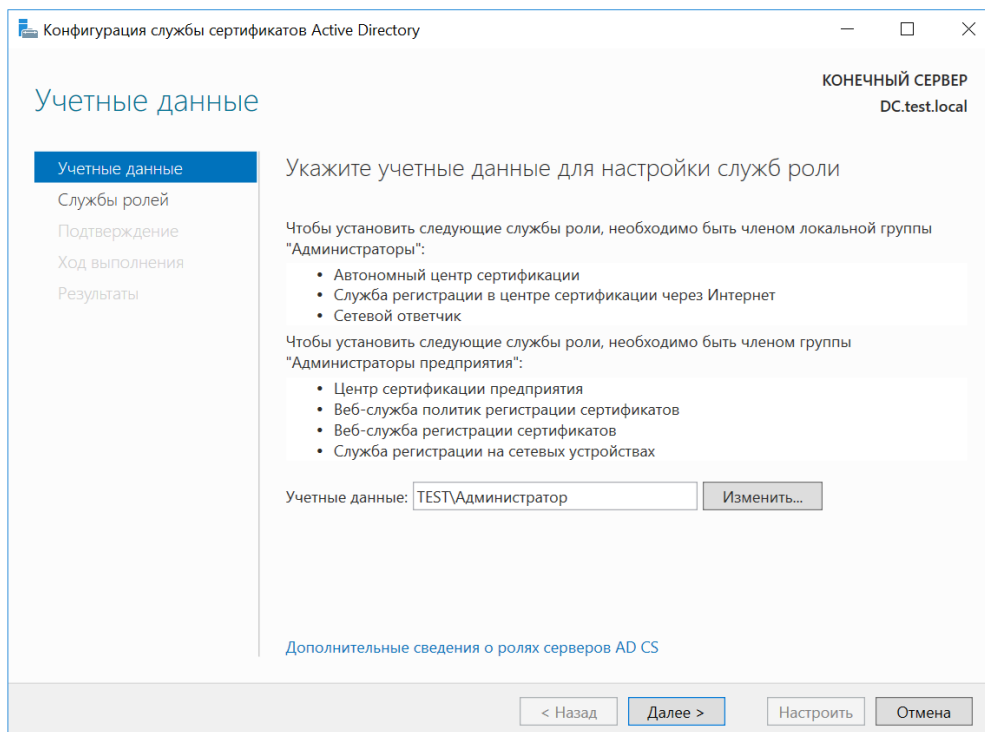 Конфигурация службы сертификатов Active Directory
КОНЕЧНЫЙ СЕРВЕР
DC.test.local
Учетные данные
Учетные данные
Службы ролей
Подтверждение
Ход выполнения
Результаты
Укажите учетные данные для настройки служб роли
Чтобы установить следующие службы роли, необходимо быть членом локальной группы
"Администраторы":
• Автономный центр сертификации
• Служба регистрации в центре сертификации через Интернет
• Сетевой ответчик
Чтобы установить следующие службы роли, необходимо быть членом группы
"Администраторы предприятия":
• Центр сертификации предприятия
• Веб-служба политик регистрации сертификатов
• Веб-служба регистрации сертификатов
• Служба регистрации на сетевых устройствах
Учетные данные: TEST\Администратор Изменить...
Дополнительные сведения о ролях серверов AD CS
< Назад Далее > Настроить Отмена